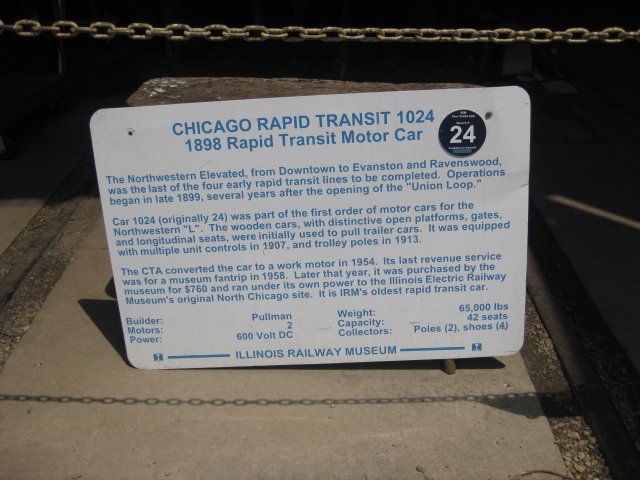 CHICAGO RAPID TRANSIT 1024
1898 Rapid Transit Motor Car
24
The Northwestern Elevated, from Downtown to Evanston and Ravenswood,
was the last of the four early rapid transit lines to be completed. Operations
began in late 1899, several years after the opening of the "Union Loop."
Car 1024 (originally 24) was part of the first order of motor cars for the
Northwestern "L". The wooden cars, with distinctive open platforms, gates,
and longitudinal seats, were initially used to pull trailer cars. It was equipped
with multiple unit controls in 1907, and trolley poles in 1913.
The CTA converted the car to a work motor in 1954. Its last revenue service
was for a museum fantrip in 1958. Later that year, it was purchased by the
museum for $760 and ran under its own power to the Illinois Electric Railway
Museum's original North Chicago site. It is IRM's oldest rapid transit car.
Builder: Pullman Weight: 65,000 lbs
Motors: 2 Capacity: 42 seats
Power: 600 Volt DC Collectors: Poles (2), shoes (4)
ILLINOIS RAILWAY MUSEUM